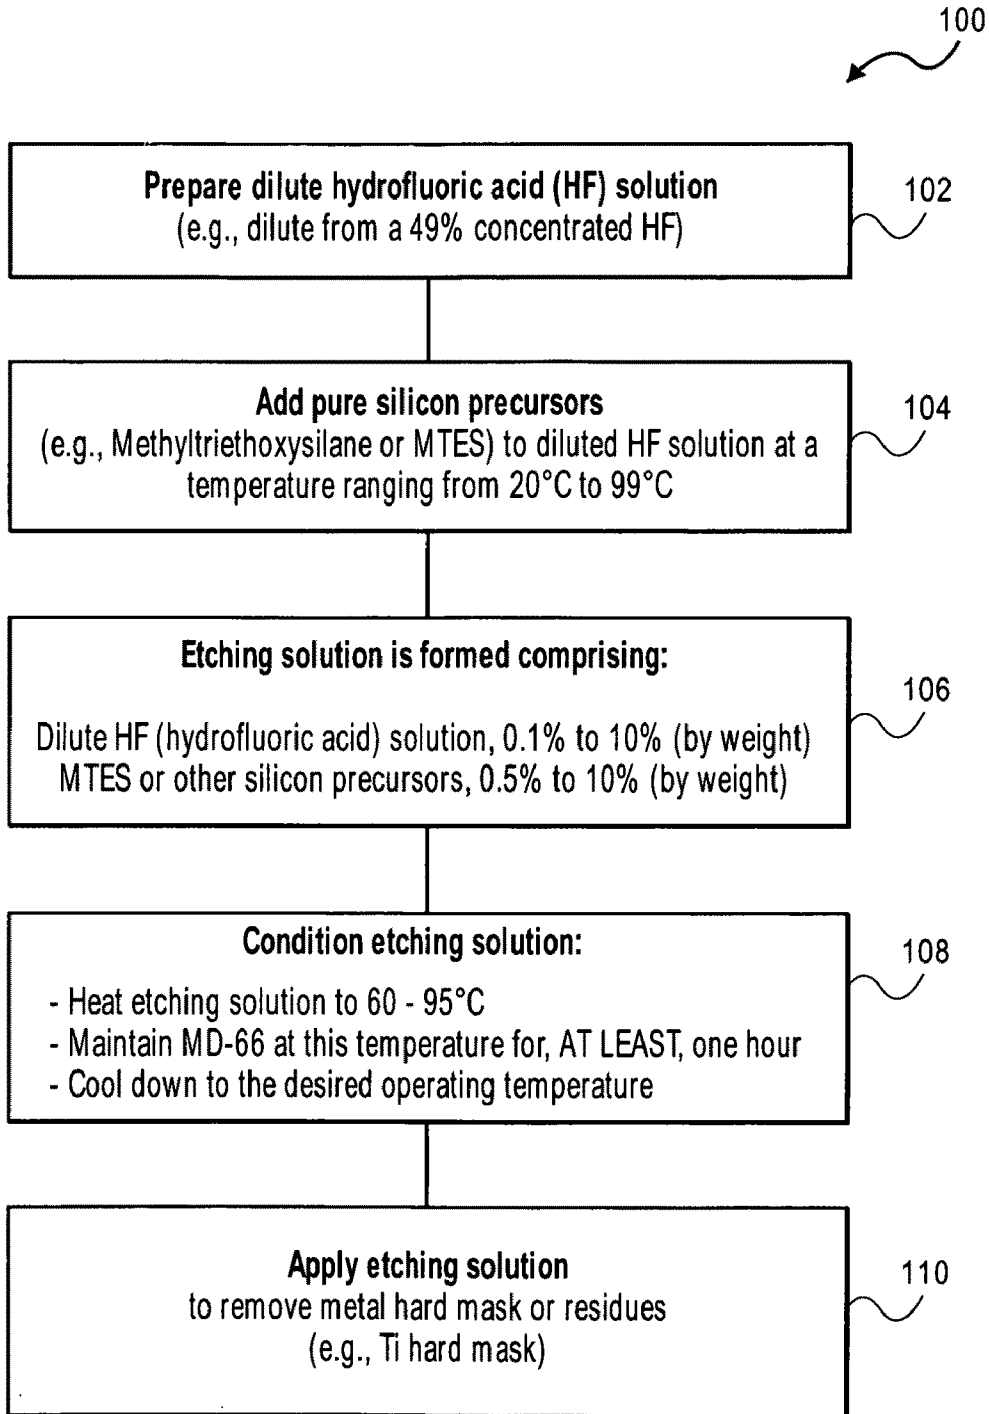 100
Prepare dilute hydrofluoric acid (HF) solution
(e.g., dilute from a 49% concentrated HF)
102
Add pure silicon precursors
(e.g., Methyltriethoxysilane or MTES) to diluted HF solution at a
temperature ranging from 20°C to 99°C
104
Etching solution is formed comprising:
Dilute HF (hydrofluoric acid) solution, 0.1% to 10% (by weight)
MTES or other silicon precursors, 0.5% to 10% (by weight)
106
Condition etching solution:
- Heat etching solution to 60 - 95°C
- Maintain MD-66 at this temperature for, AT LEAST, one hour
- Cool down to the desired operating temperature
108
Apply etching solution
to remove metal hard mask or residues
(e.g., Ti hard mask)
110